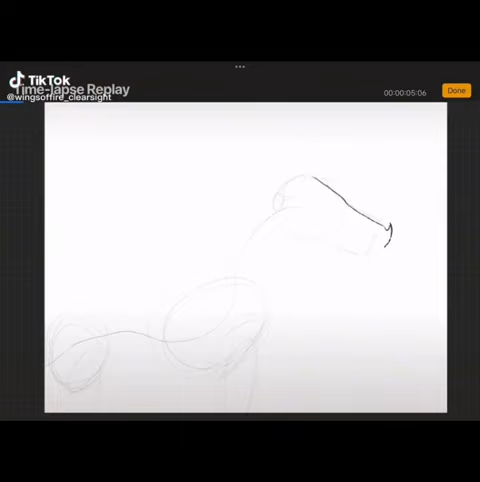 TikTok
Time-lapse Replay
@wingsoffire_clearsight
00:00:05:06
Done